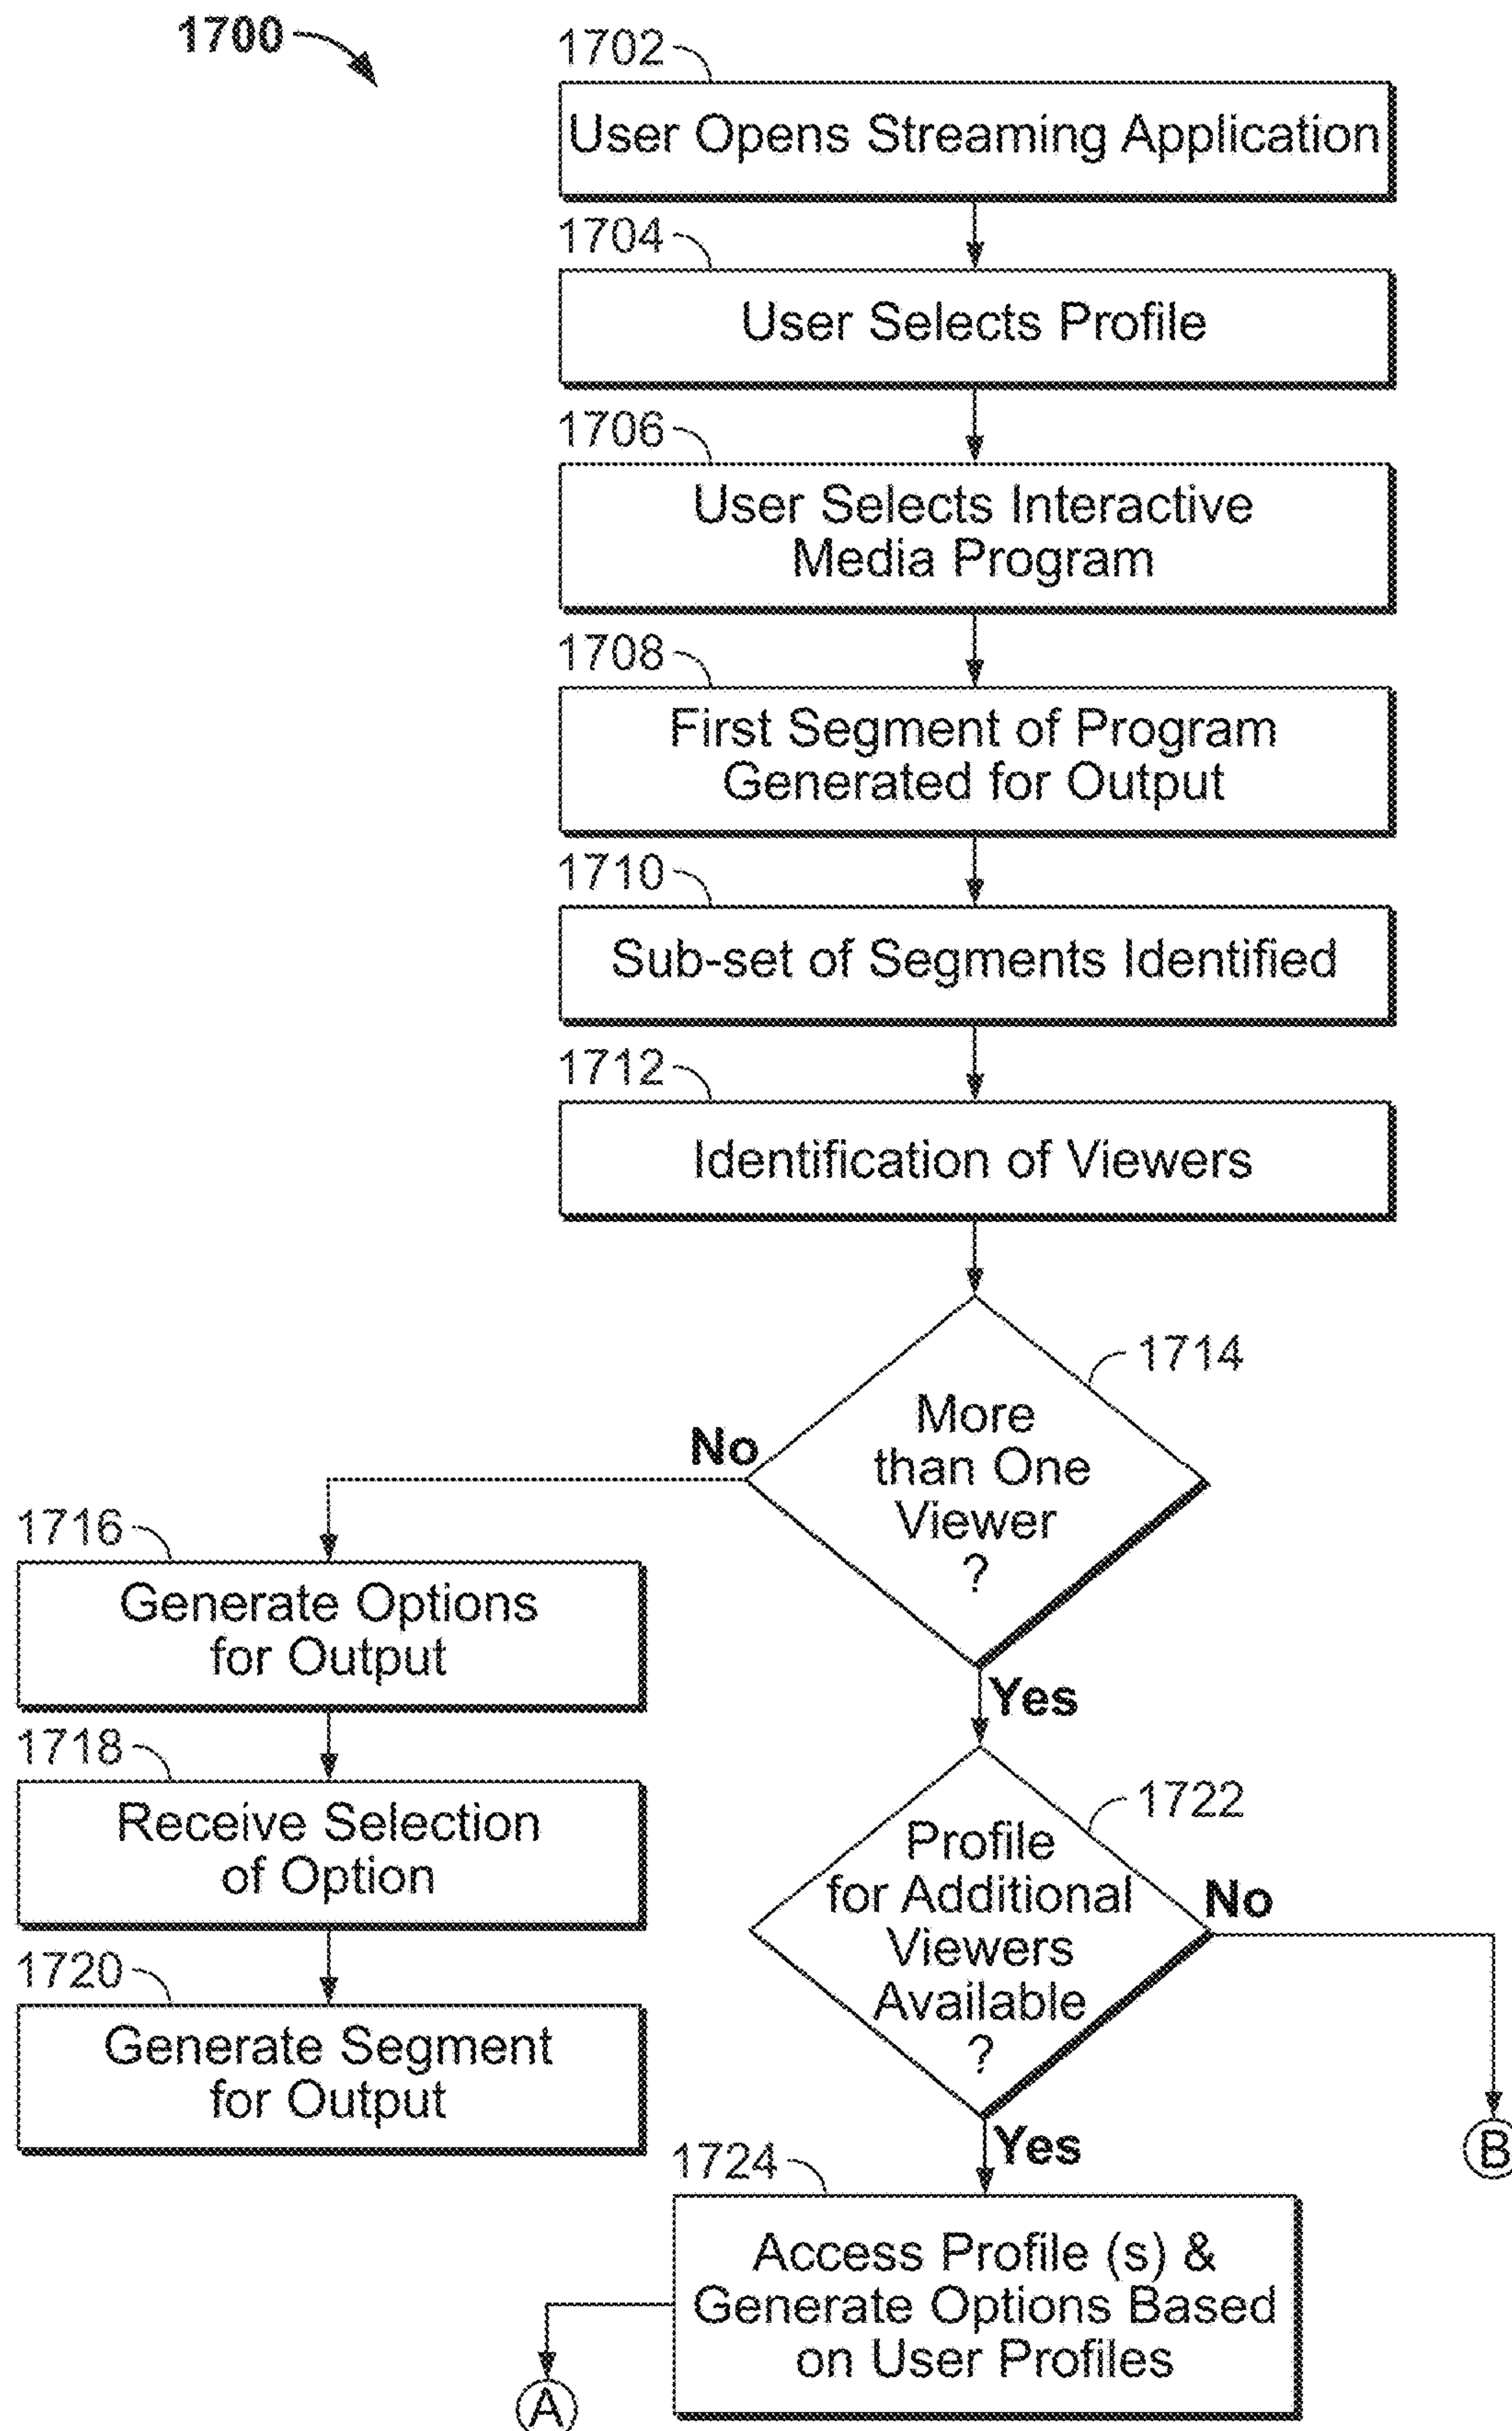 1700
1702
User Opens Streaming Application
1704
User Selects Profile
1706
User Selects Interactive
Media Program
1708
First Segment of Program
Generated for Output
1710
Sub-set of Segments Identified
1712
Identification of Viewers
1714
More
than One
Viewer
?
No
Yes
1716
Generate Options
for Output
1718
Receive Selection
of Option
1720
Generate Segment
for Output
1722
Profile
for Additional
Viewers
Available
?
No
B
Yes
1724
Access Profile (s) &
Generate Options Based
on User Profiles
A